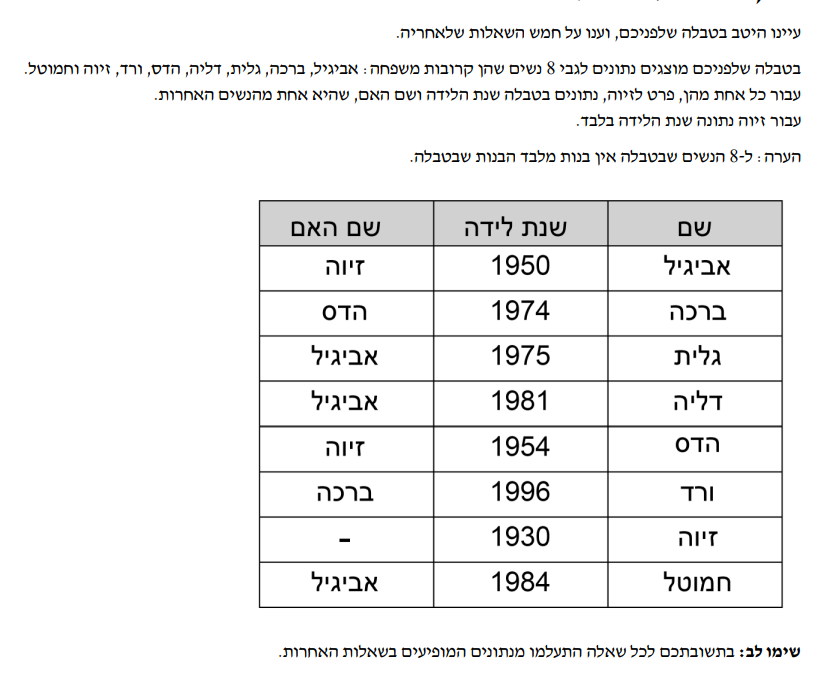 עיינו היטב בטבלה שלפניכם, וענו על חמש השאלות שלאחריה.
בטבלה שלפניכם מוצגים נתונים לגבי 8 נשים שהן קרובות משפחה: אביגיל, ברכה, גלית, דליה, הדס, ורד, זיוה וחמוטל.
עבור כל אחת מהן, פרט לזיוה, נתונים בטבלה שנת הלידה ושם האם, שהיא אחת מהנשים האחרות.
עבור זיוה נתונה שנת הלידה בלבד.
הערה: ל-8 הנשים שבטבלה אין בנות מלבד הבנות שבטבלה.
שם שנת לידה שם האם
אביגיל 1950 זיוה
ברכה 1974 הדס
גלית 1975 אביגיל
דליה 1981 אביגיל
הדס 1954 זיוה
ורד 1996 ברכה
זיוה 1930 -
חמוטל 1984 אביגיל
שימו לב: בתשובתכם לכל שאלה התעלמו מנתונים המופיעים בשאלות האחרות.